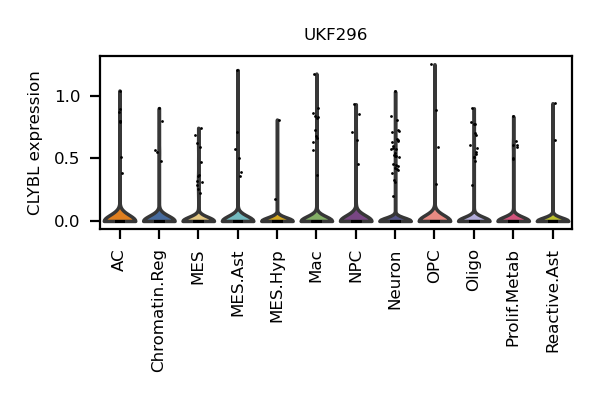 UKF296
CLYBL expression
1.0
0.5
0.0
AC
Chromatin.Reg
MES
MES.Ast
MES.Hyp
Mac
NPC
Neuron
OPC
Oligo
Prolif.Metab
Reactive.Ast